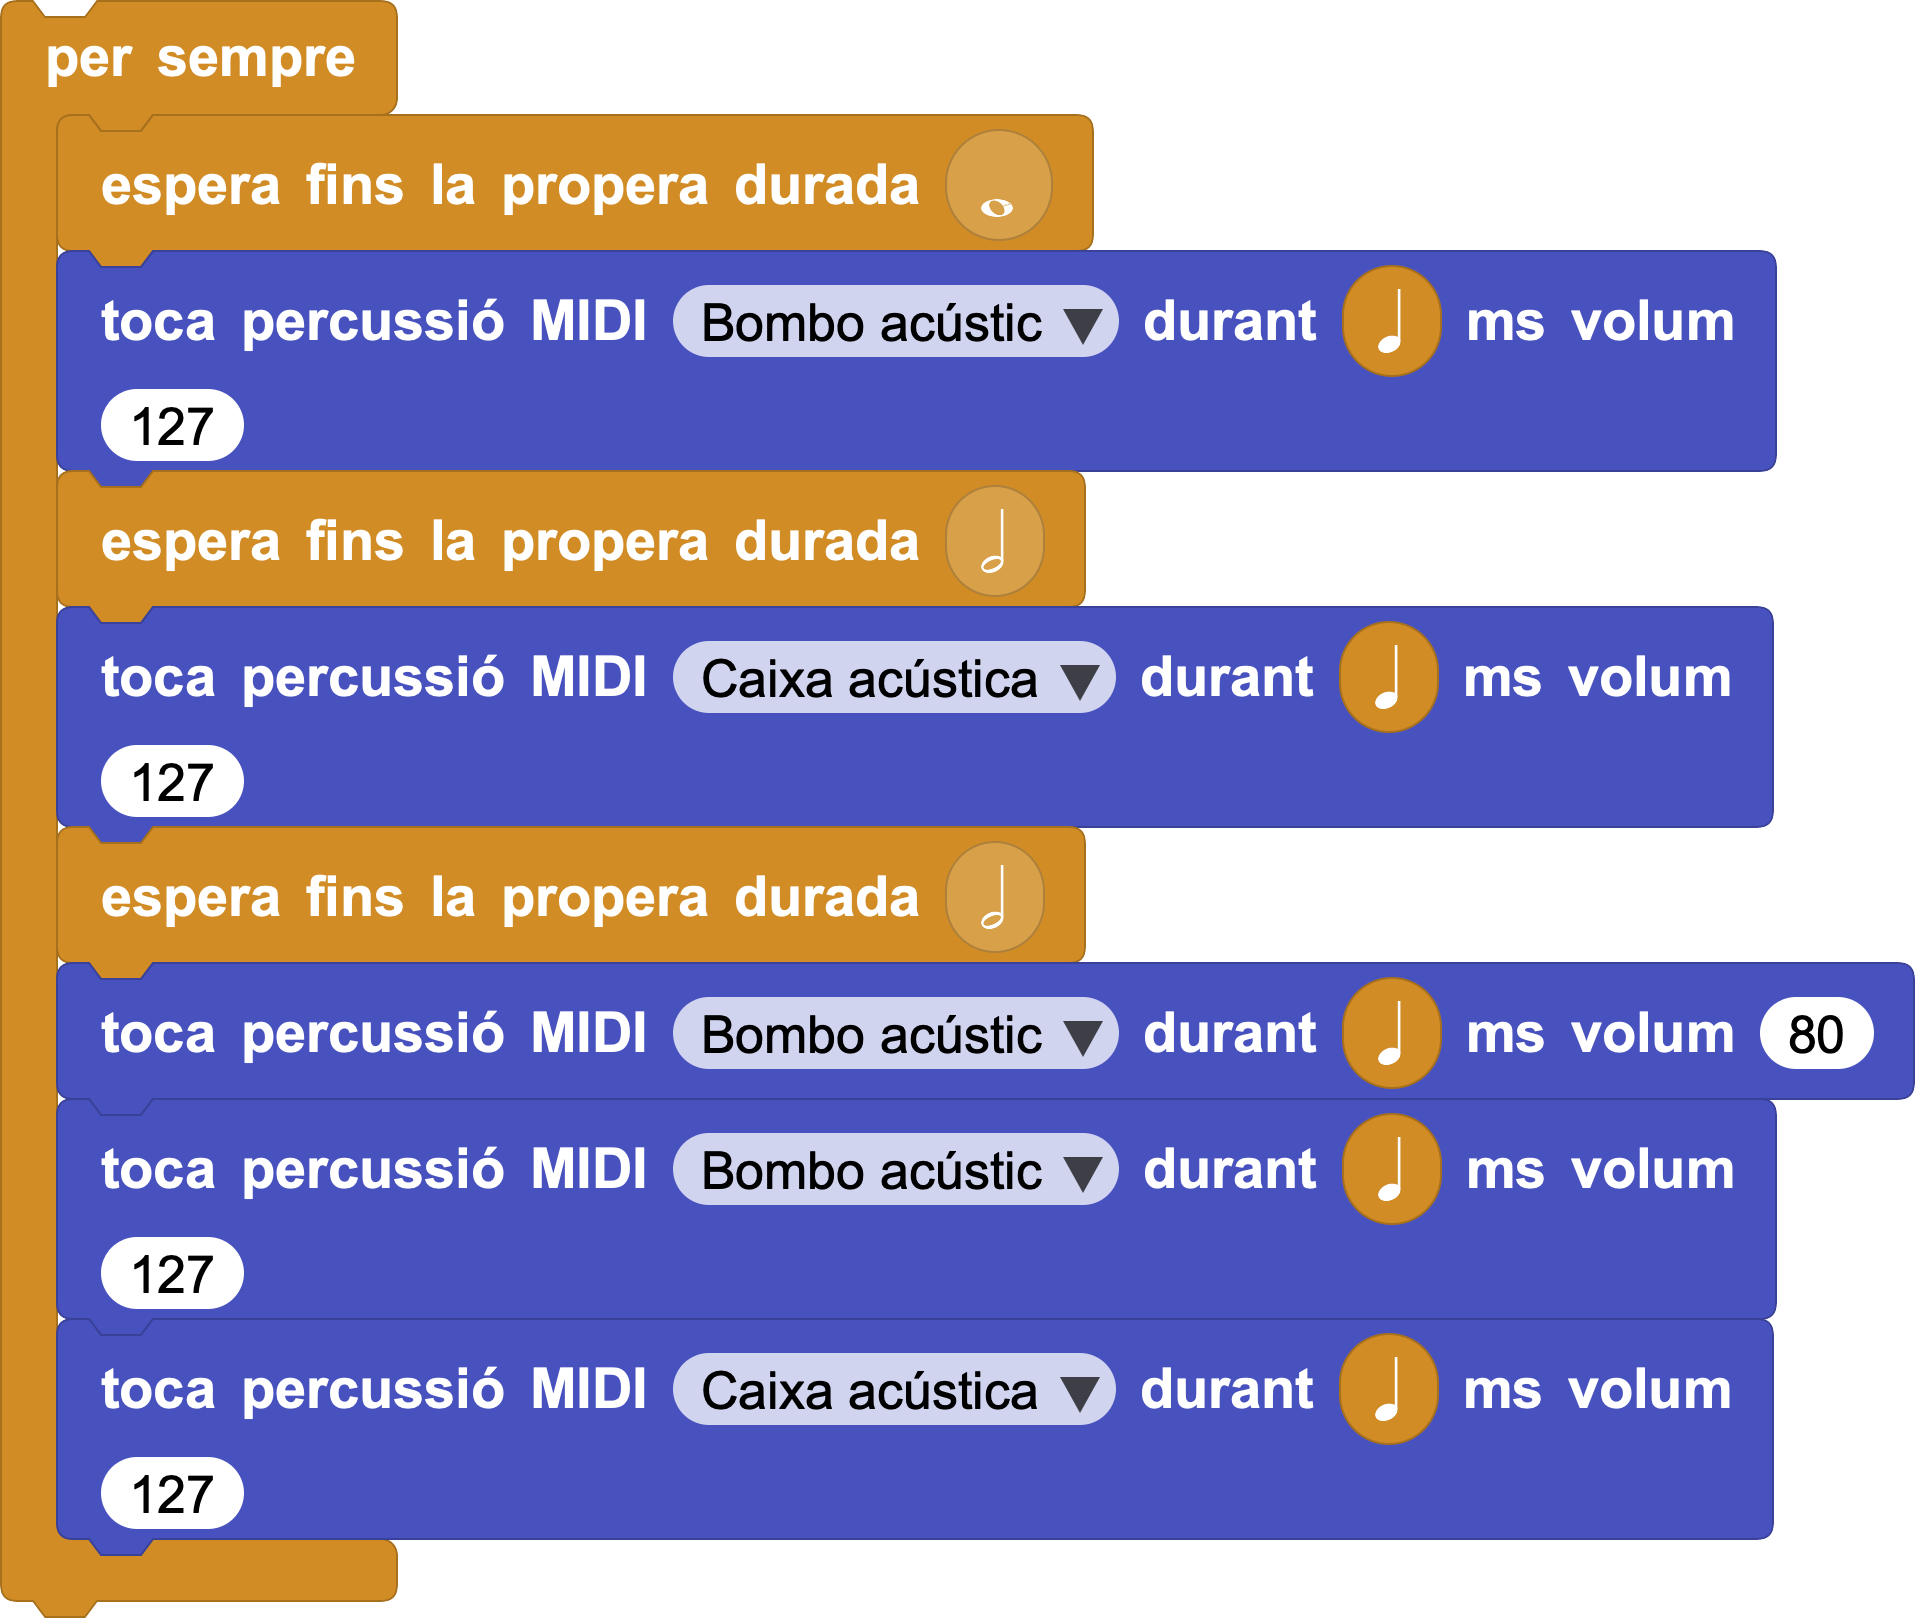 per sempre
espera fins la propera durada
toca percussió MIDI Bombo acústic durant ms volum
127
espera fins la propera durada
toca percussió MIDI Caixa acústica durant ms volum
127
espera fins la propera durada
toca percussió MIDI Bombo acústic durant ms volum 80
toca percussió MIDI Bombo acústic durant ms volum
127
toca percussió MIDI Caixa acústica durant ms volum
127